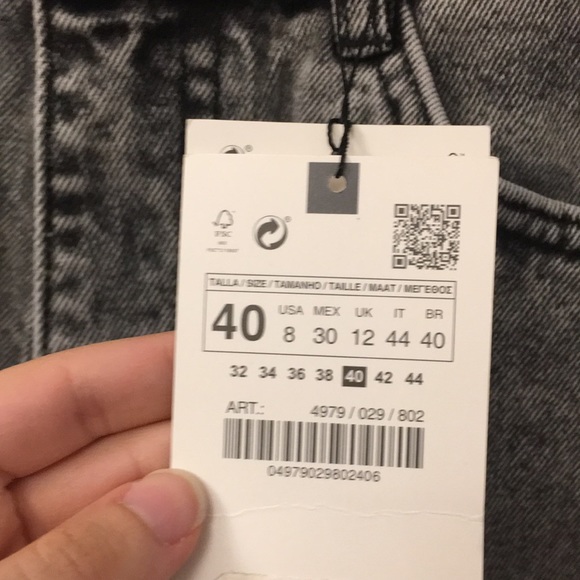 FSC
TALLA / SIZE / TAMANHO / TAILLE / MAAT / ΜΕΓΕΘΟΣ
40
USA MEX UK IT BR
8 30 12 44 40
32 34 36 38 40 42 44
ART.: 4979 / 029 / 802
04979029802406